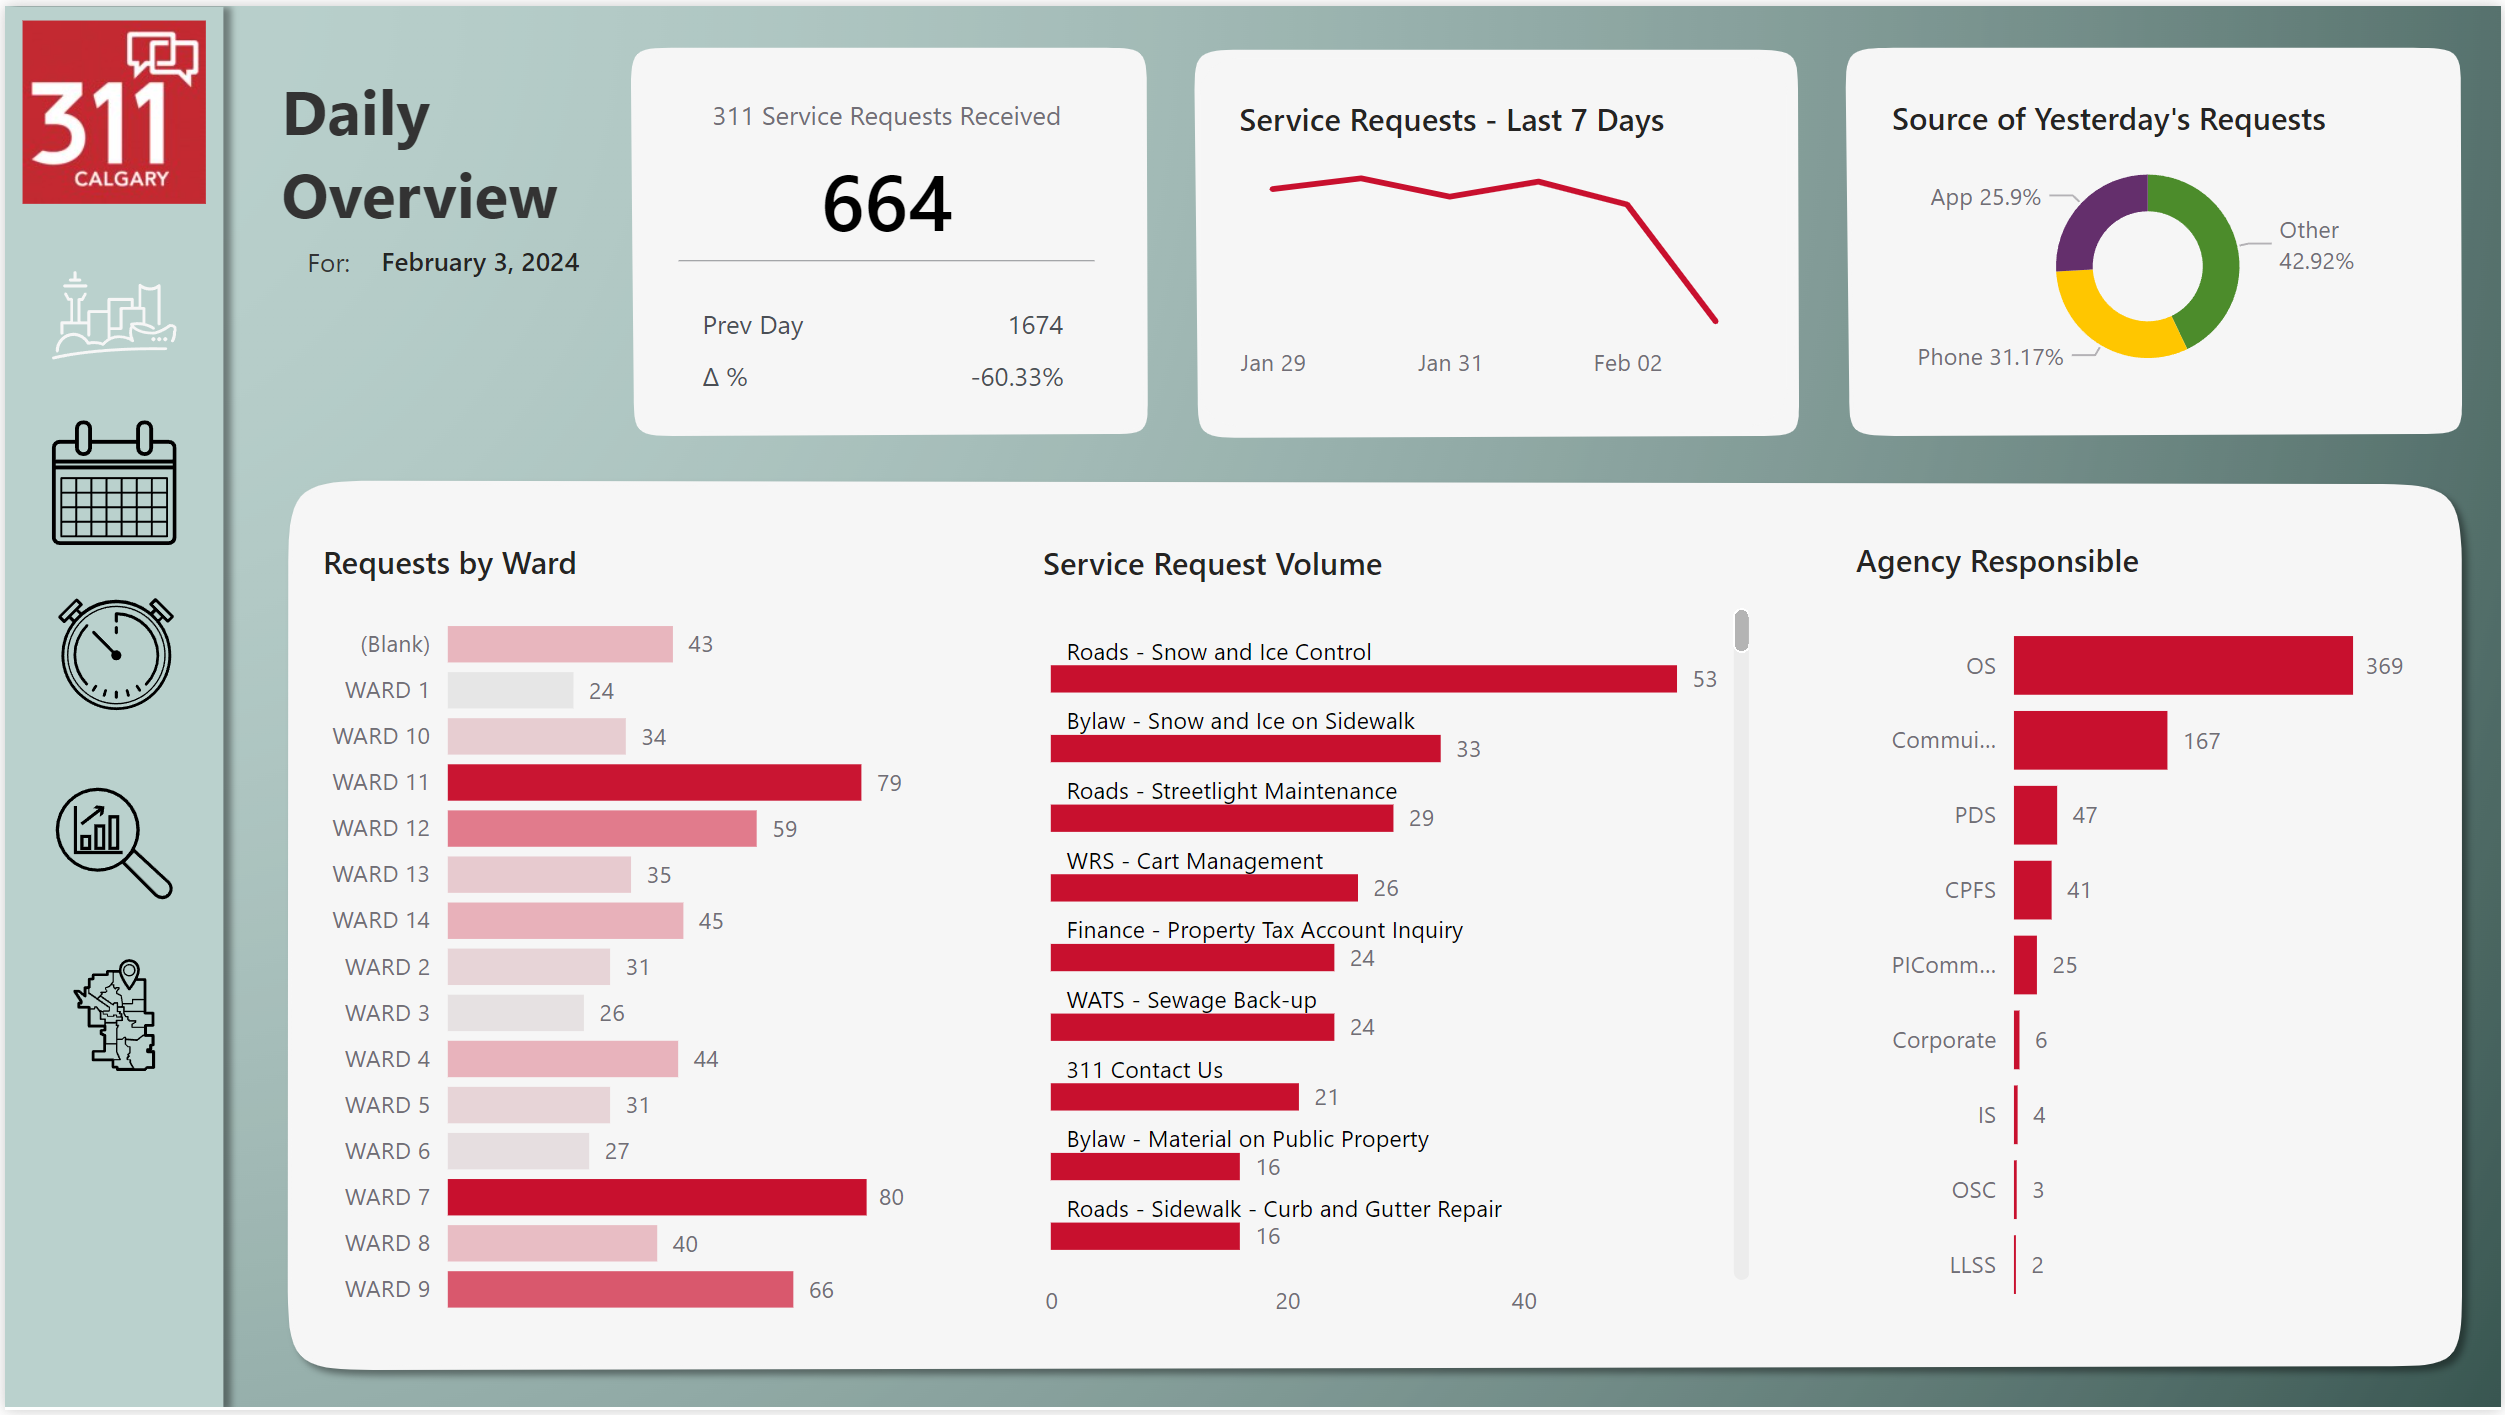 311
CALGARY
Daily
Overview
For: February 3, 2024
311 Service Requests Received
664
Prev Day 1674
Δ % -60.33%
Service Requests - Last 7 Days
Jan 29 Jan 31 Feb 02
Source of Yesterday's Requests
App 25.9%
Other
42.92%
Phone 31.17%
Requests by Ward
(Blank) 43
WARD 1 24
WARD 10 34
WARD 11 79
WARD 12 59
WARD 13 35
WARD 14 45
WARD 2 31
WARD 3 26
WARD 4 44
WARD 5 31
WARD 6 27
WARD 7 80
WARD 8 40
WARD 9 66
Service Request Volume
Roads - Snow and Ice Control
53
Bylaw - Snow and Ice on Sidewalk
33
Roads - Streetlight Maintenance
29
WRS - Cart Management
26
Finance - Property Tax Account Inquiry
24
WATS - Sewage Back-up
24
311 Contact Us
21
Bylaw - Material on Public Property
16
Roads - Sidewalk - Curb and Gutter Repair
16
0 20 40
Agency Responsible
OS 369
Commui... 167
PDS 47
CPFS 41
PIComm... 25
Corporate 6
IS 4
OSC 3
LLSS 2